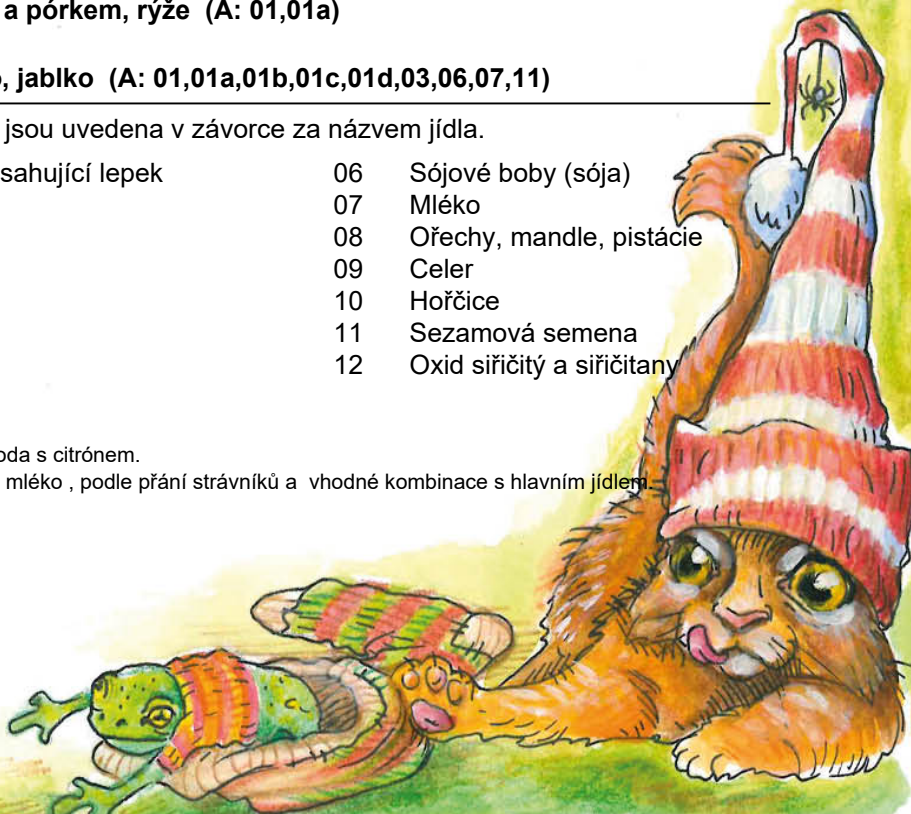 a pórkem, rýže (A: 01,01a)
, jablko (A: 01,01a,01b,01c,01d,03,06,07,11)
jsou uvedena v závorce za názvem jídla.
sahující lepek
06 Sójové boby (sója)
07 Mléko
08 Ořechy, mandle, pistácie
09 Celer
10 Hořčice
11 Sezamová semena
12 Oxid siřičitý a siřičitany
oda s citrónem.
mléko , podle přání strávníků a vhodné kombinace s hlavním jídlem.